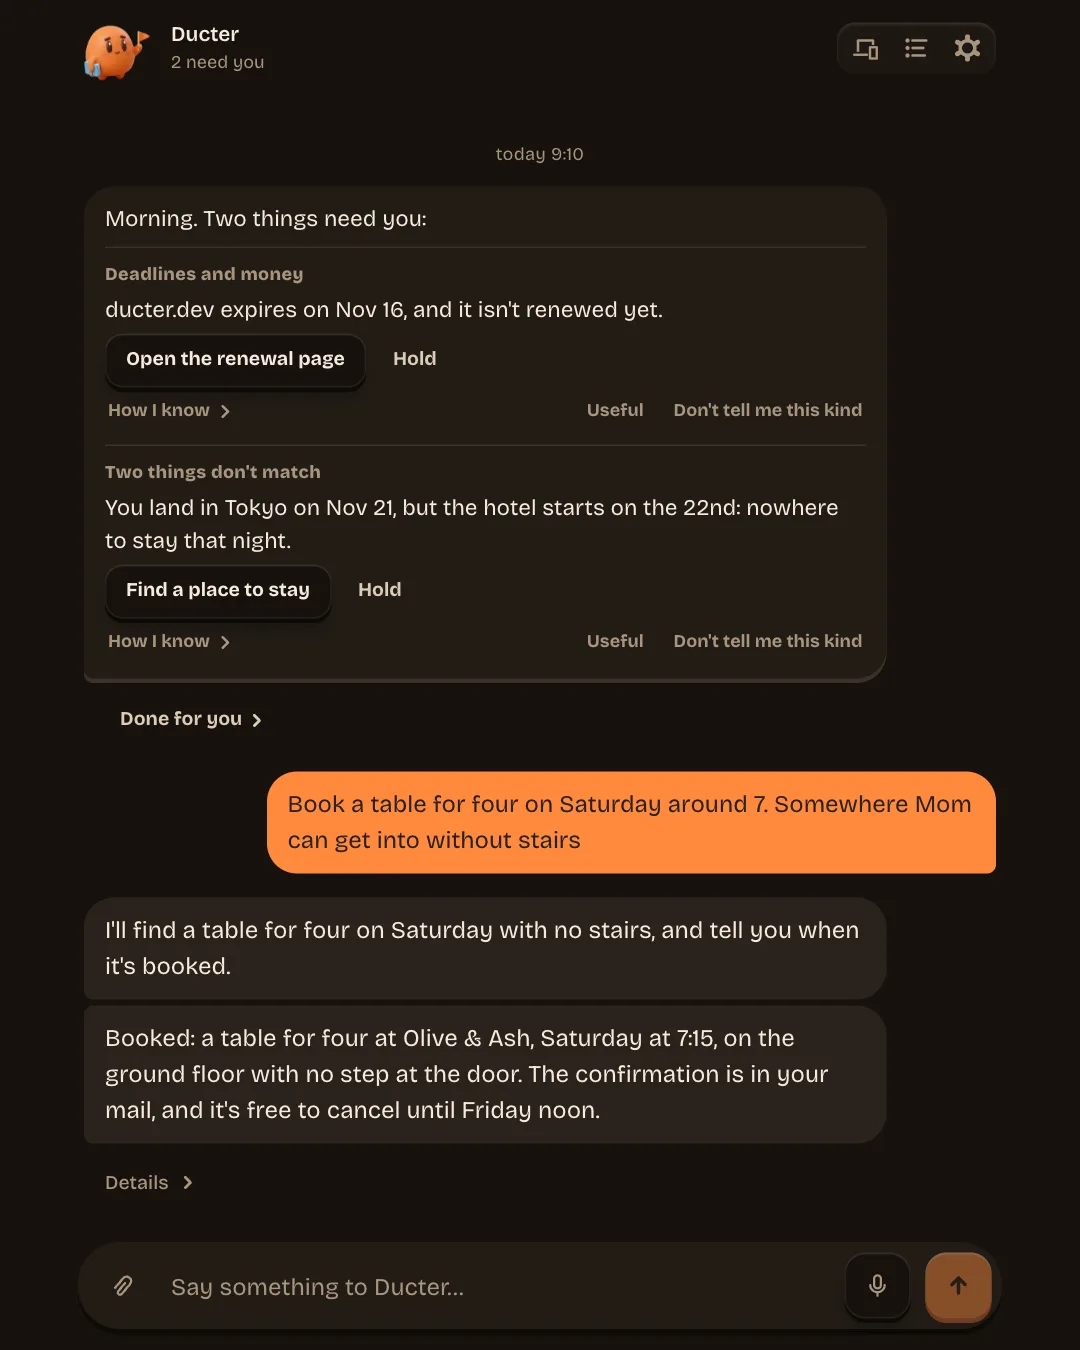 Ducter
2 need you
today 9:10
Morning. Two things need you:
Deadlines and money
ducter.dev expires on Nov 16, and it isn't renewed yet.
Open the renewal page
Hold
How I know
Useful
Don't tell me this kind
Two things don't match
You land in Tokyo on Nov 21, but the hotel starts on the 22nd: nowhere
to stay that night.
Find a place to stay
Hold
How I know
Useful
Don't tell me this kind
Done for you
Book a table for four on Saturday around 7. Somewhere Mom
can get into without stairs
I'll find a table for four on Saturday with no stairs, and tell you when
it's booked.
Booked: a table for four at Olive & Ash, Saturday at 7:15, on the
ground floor with no step at the door. The confirmation is in your
mail, and it's free to cancel until Friday noon.
Details
Say something to Ducter...